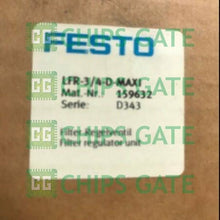 FESTO
LFR-3/4-D-MAXI
Mat. Nr.: 159632
Serie: D343
Filter-Regelventil
Filter regulator unit
CHIPS GATE
CHIPS GATE
CHIPS GATE
CHIPS GATE